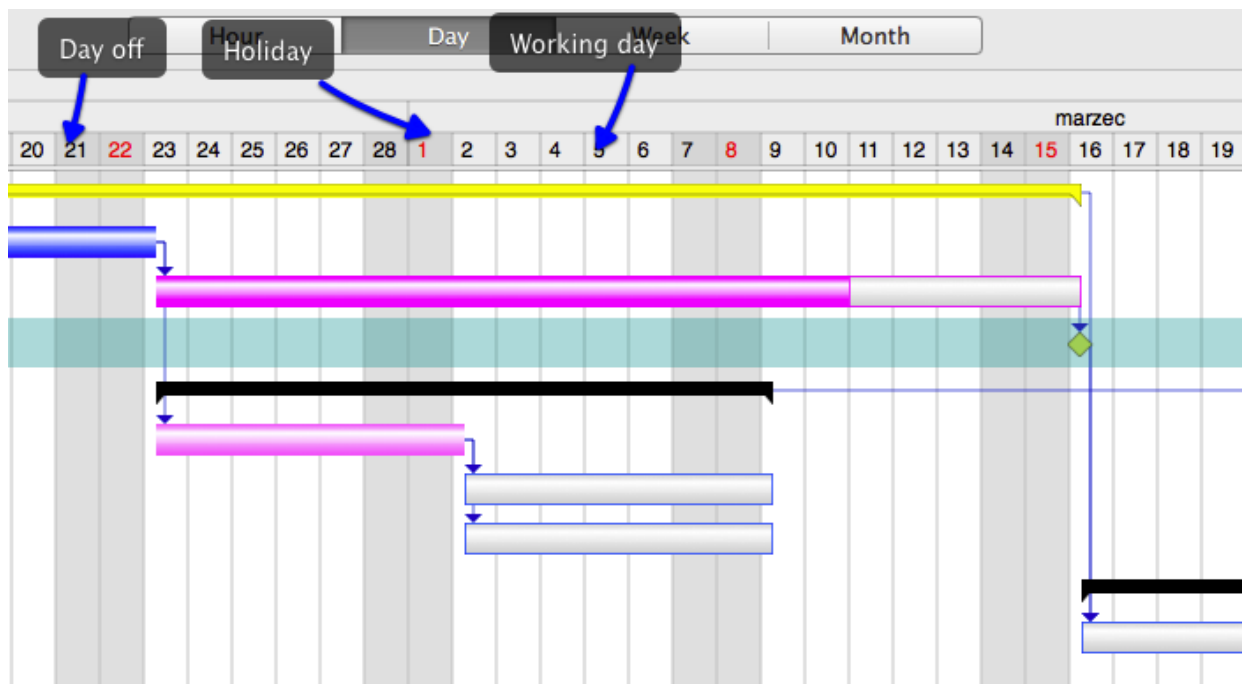 Hour Day Week Month
Day off Holiday Working day
marzec
20 21 22 23 24 25 26 27 28 1 2 3 4 5 6 7 8 9 10 11 12 13 14 15 16 17 18 19